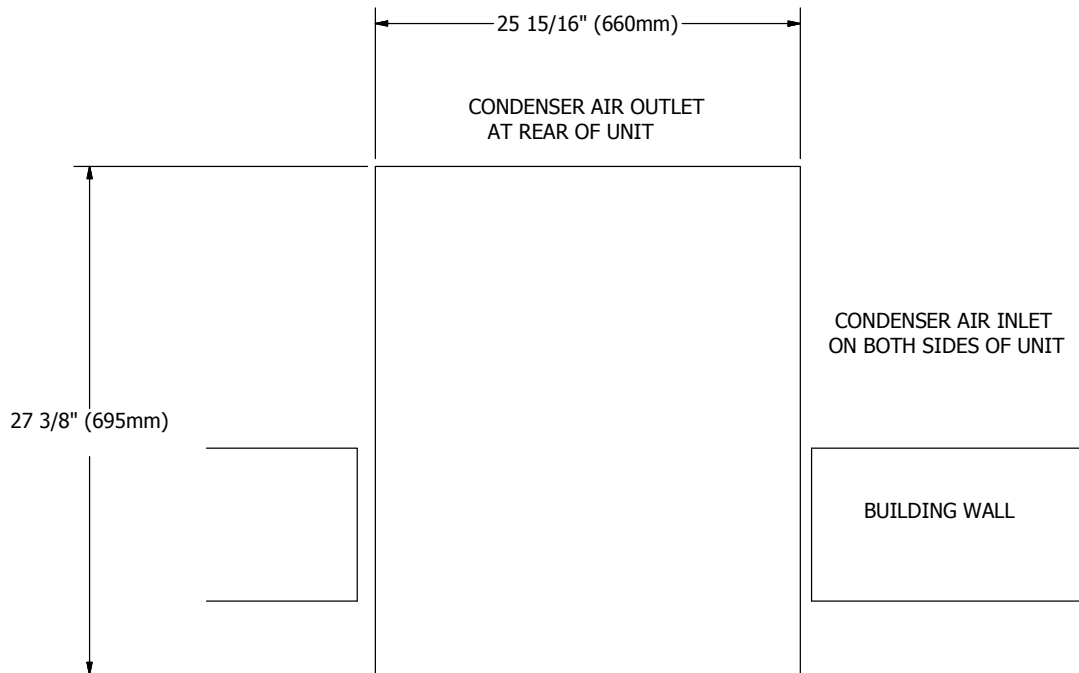 25 15/16" (660mm)
CONDENSER AIR OUTLET
AT REAR OF UNIT
CONDENSER AIR INLET
ON BOTH SIDES OF UNIT
27 3/8" (695mm)
BUILDING WALL